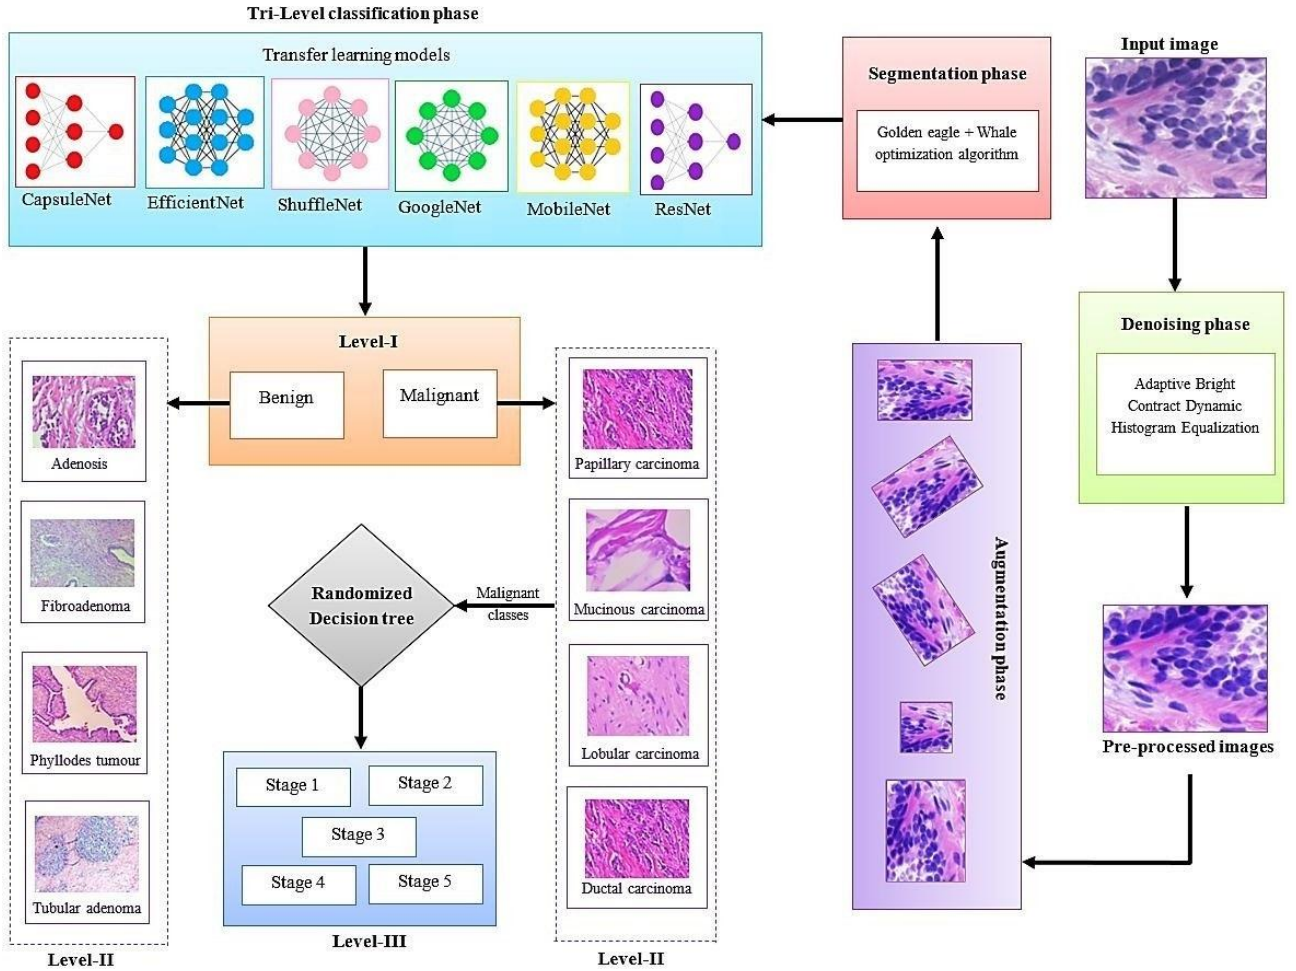 Tri-Level classification phase
Transfer learning models
CapsuleNet
EfficientNet
ShuffleNet
GoogleNet
MobileNet
ResNet
Segmentation phase
Golden eagle + Whale
optimization algorithm
Input image
Denoising phase
Adaptive Bright
Contract Dynamic
Histogram Equalization
Pre-processed images
Augmentation phase
Level-I
Benign
Malignant
Adenosis
Fibroadenoma
Phyllodes tumour
Tubular adenoma
Level-II
Papillary carcinoma
Mucinous carcinoma
Lobular carcinoma
Ductal carcinoma
Level-II
Malignant
classes
Randomized
Decision tree
Stage 1
Stage 2
Stage 3
Stage 4
Stage 5
Level-III